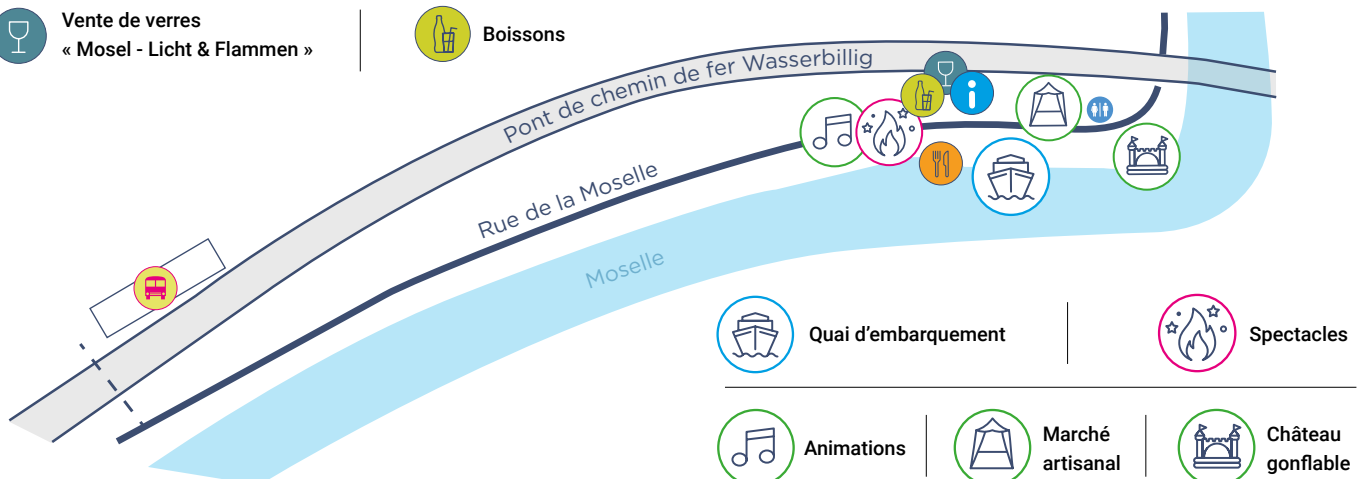 Vente de verres
« Mosel - Licht & Flammen »
Boissons
Pont de chemin de fer Wasserbillig
Rue de la Moselle
Moselle
Quai d’embarquement
Spectacles
Animations
Marché
artisanal
Château
gonflable